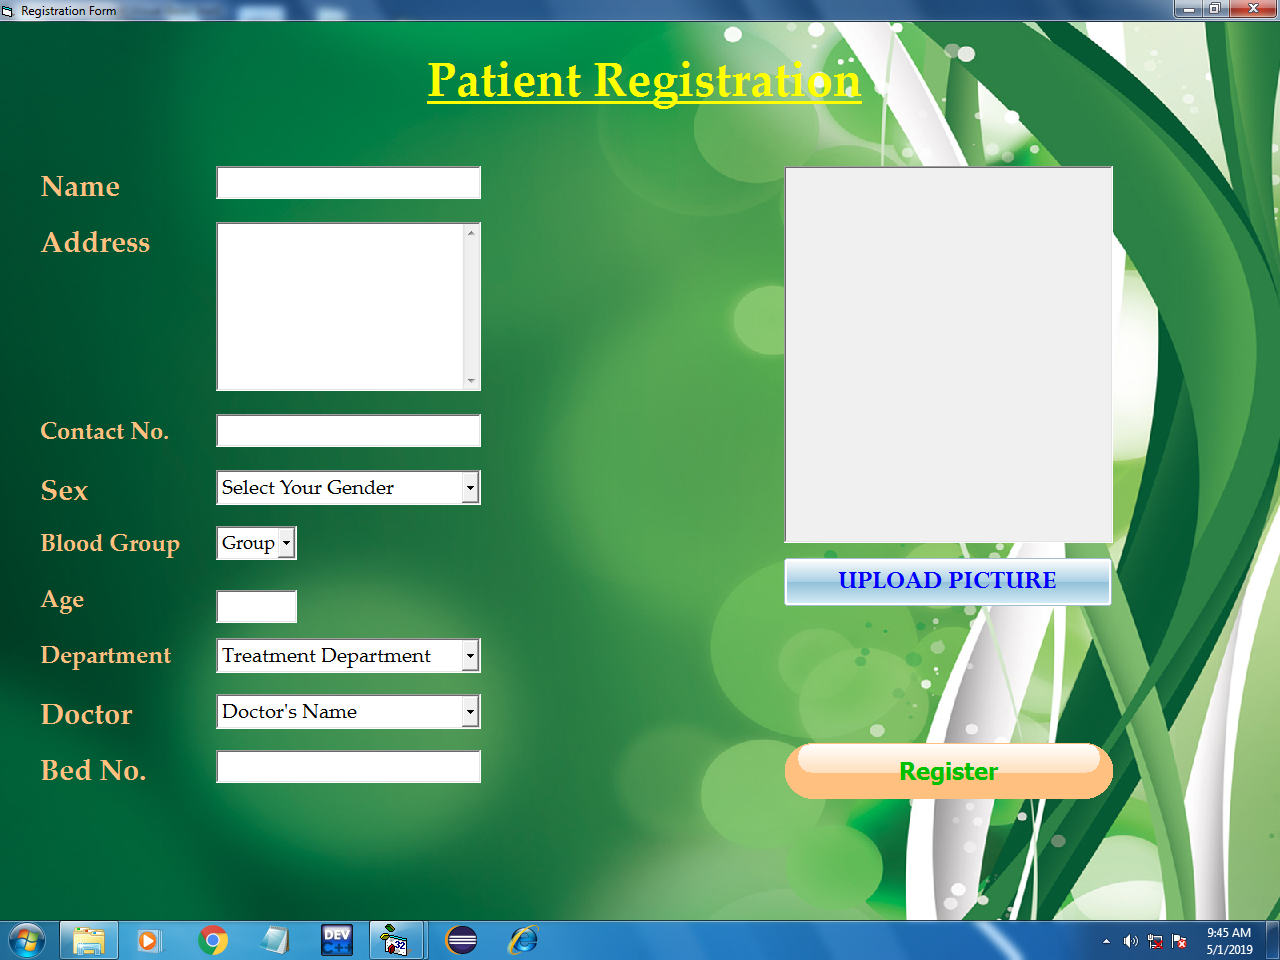 Registration Form
Patient Registration
Name
Address
Contact No.
Sex
Select Your Gender
Blood Group
Group
Age
Department
Treatment Department
Doctor
Doctor's Name
Bed No.
UPLOAD PICTURE
Register
DEV
C++
32
9:45 AM
5/1/2019